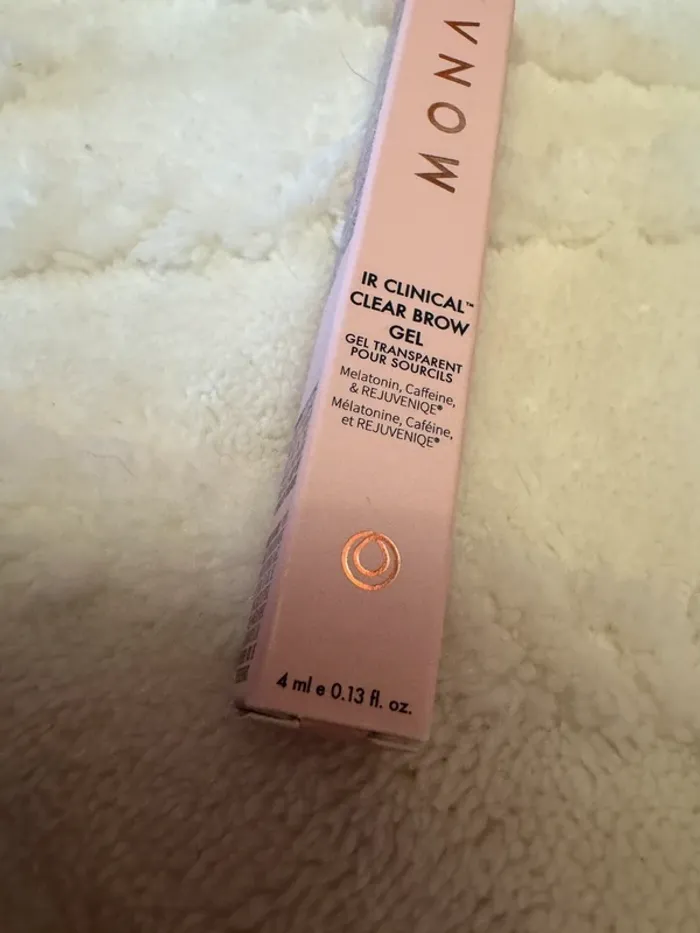 MONA
IR CLINICAL™
CLEAR BROW
GEL
GEL TRANSPARENT
POUR SOURCILS
Melatonin, Caffeine,
& REJUVENIQE®
Mélatonine, Caféine,
et REJUVENIQE®
4 ml e 0.13 fl. oz.